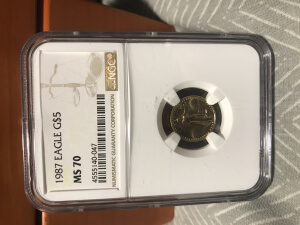 NGC
1987 EAGLE G$5
MS 70
4555140-047
NUMISMATIC GUARANTY CORPORATION